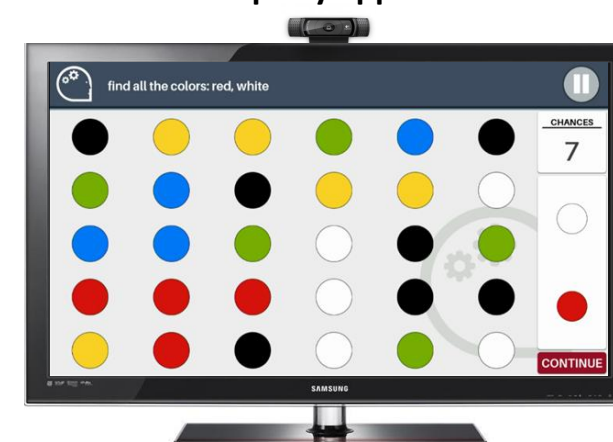 find all the colors: red, white
CHANCES
7
CONTINUE
SAMSUNG